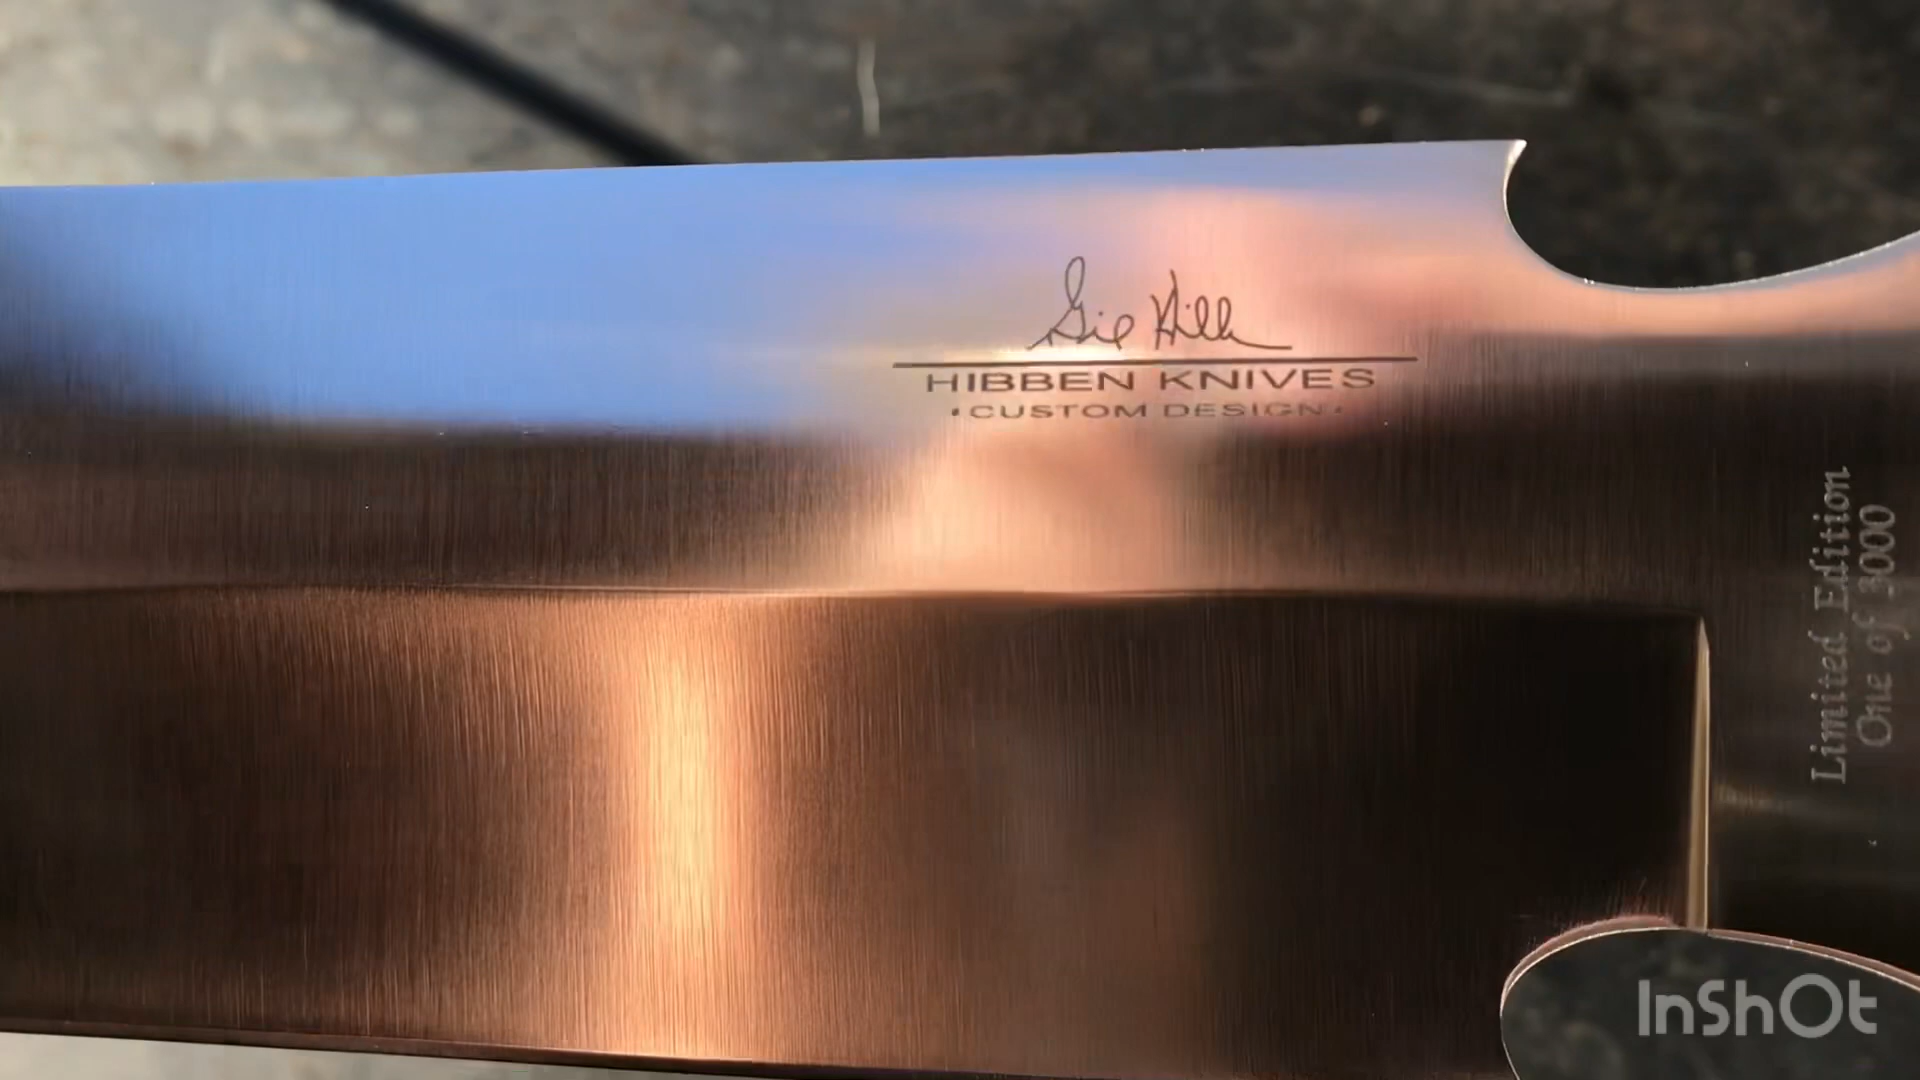 Gil Hibben
HIBBEN KNIVES
•CUSTOM DESIGN•
Limited Edition
One of 3000
InShOt